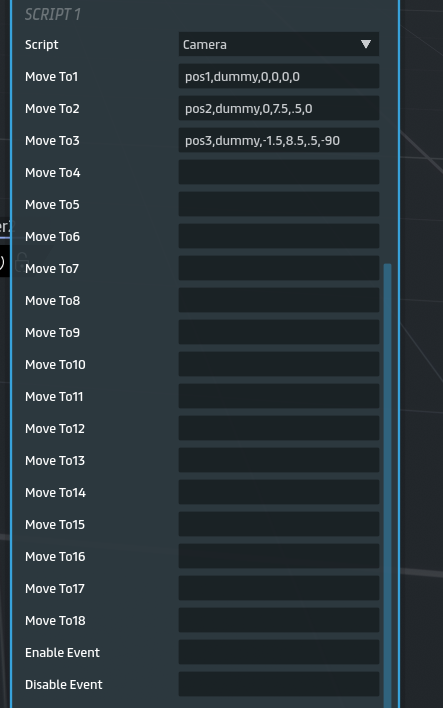 SCRIPT 1
Script Camera
Move To1 pos1,dummy,0,0,0,0
Move To2 pos2,dummy,0,7.5,.5,0
Move To3 pos3,dummy,-1.5,8.5,.5,-90
Move To4
Move To5
Move To6
Move To7
Move To8
Move To9
Move To10
Move To11
Move To12
Move To13
Move To14
Move To15
Move To16
Move To17
Move To18
Enable Event
Disable Event